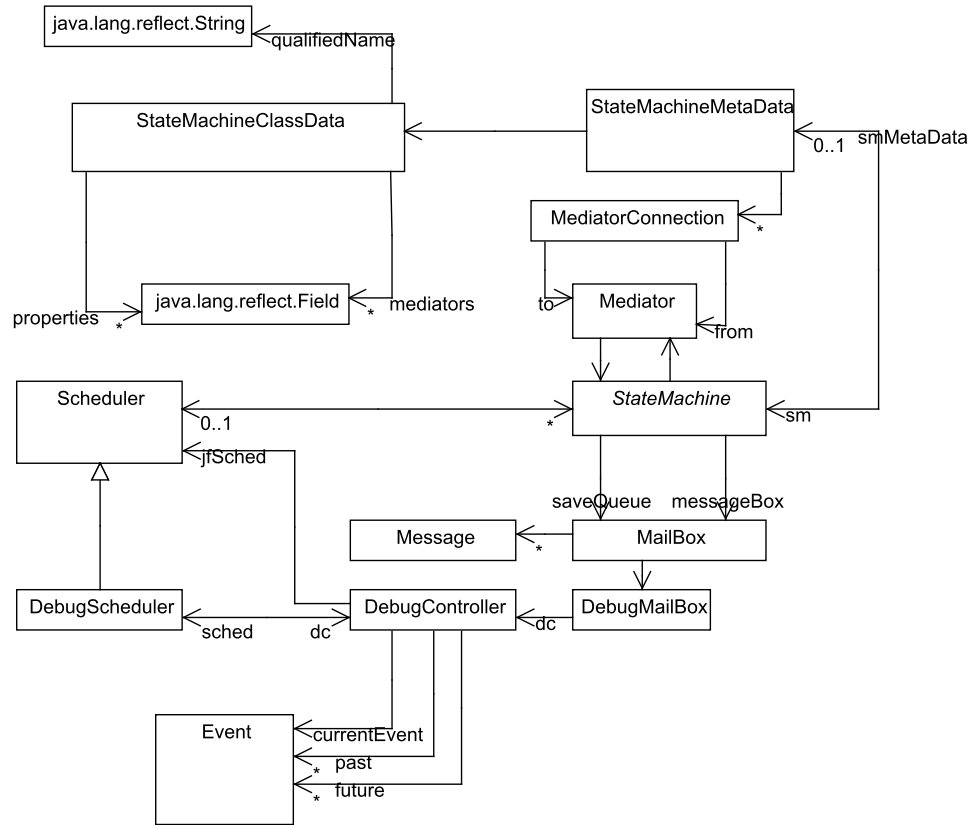 java.lang.reflect.String
qualifiedName
StateMachineClassData
StateMachineMetaData
0..1
smMetaData
MediatorConnection
*
java.lang.reflect.Field
Mediator
properties
*
*
mediators
to
from
Scheduler
StateMachine
0..1
*
sm
jfSched
saveQueue
messageBox
Message
*
MailBox
DebugScheduler
DebugController
DebugMailBox
sched
dc
dc
Event
currentEvent
*
past
*
future